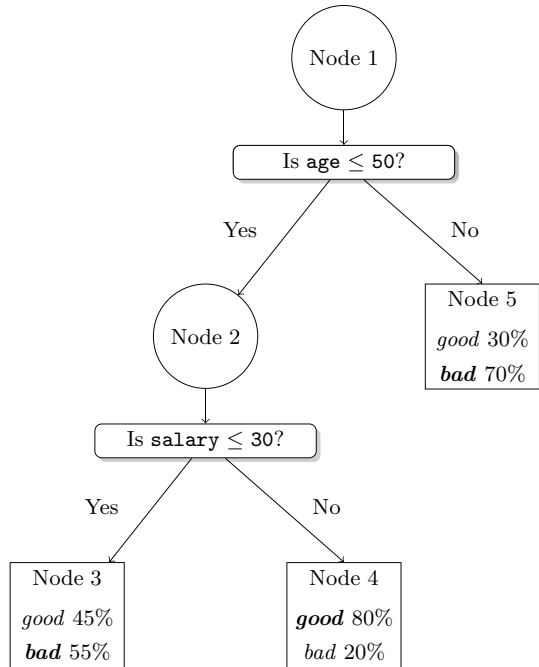 Node 1
Is age ≤ 50?
Yes
No
Node 5
good 30%
bad 70%
Node 2
Is salary ≤ 30?
Yes
No
Node 3
good 45%
bad 55%
Node 4
good 80%
bad 20%